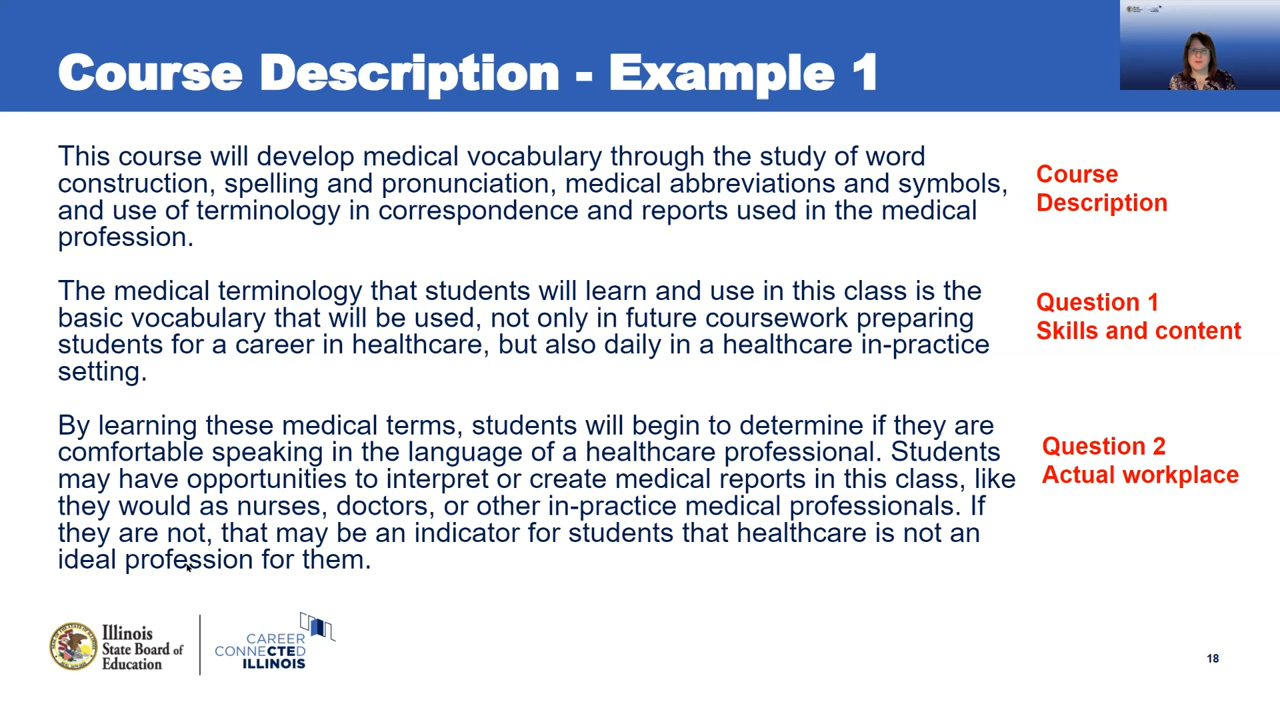 Course Description - Example 1
This course will develop medical vocabulary through the study of word
construction, spelling and pronunciation, medical abbreviations and symbols,
and use of terminology in correspondence and reports used in the medical
profession.
Course
Description
The medical terminology that students will learn and use in this class is the
basic vocabulary that will be used, not only in future coursework preparing
students for a career in healthcare, but also daily in a healthcare in-practice
setting.
Question 1
Skills and content
By learning these medical terms, students will begin to determine if they are
comfortable speaking in the language of a healthcare professional. Students
may have opportunities to interpret or create medical reports in this class, like
they would as nurses, doctors, or other in-practice medical professionals. If
they are not, that may be an indicator for students that healthcare is not an
ideal profession for them.
Question 2
Actual workplace
Illinois
State Board of
Education
CAREER
CONNECTED
ILLINOIS
18